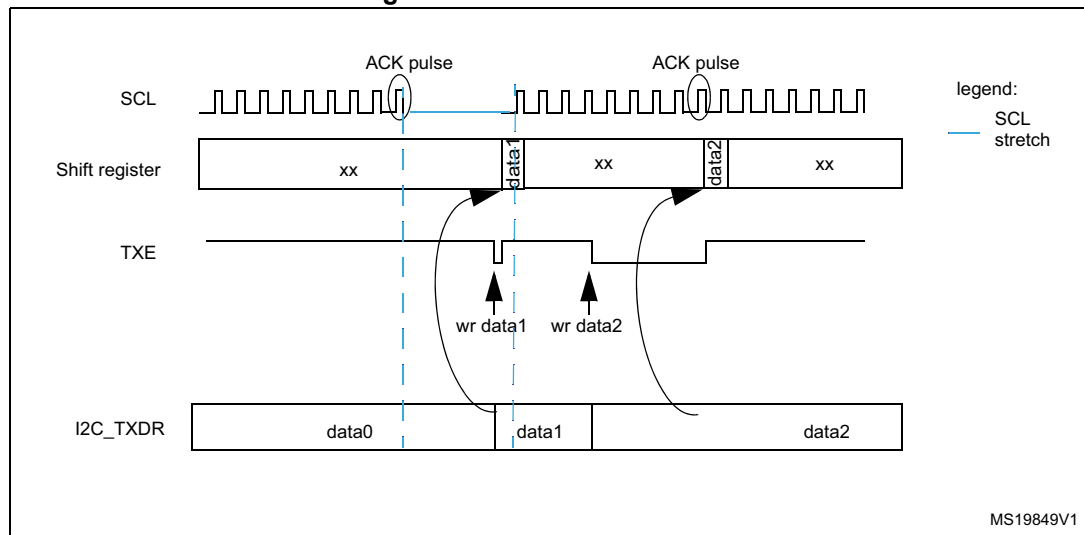 ACK pulse ACK pulse
legend:
SCL
SCL
stretch
Shift register
xx
data1
xx
data2
xx
TXE
wr data1 wr data2
I2C_TXDR
data0
data1
data2
MS19849V1